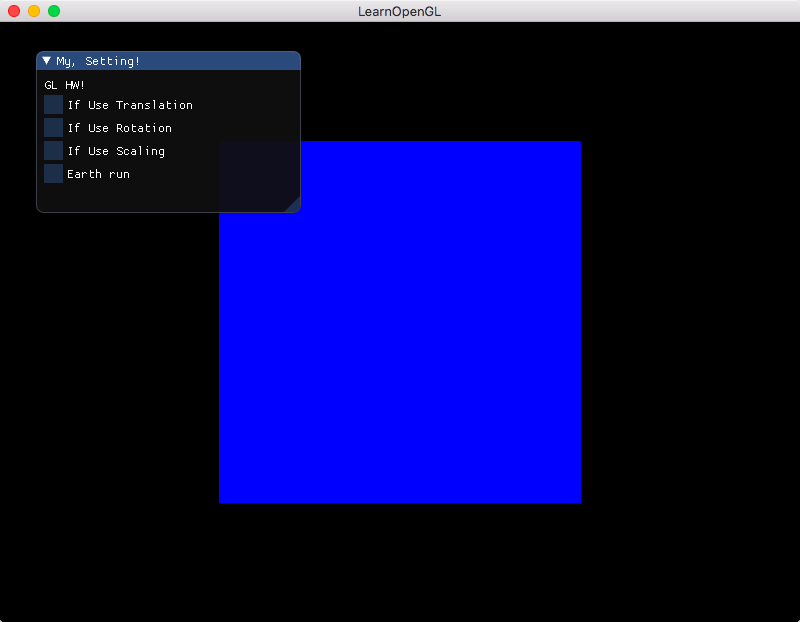 LearnOpenGL
My, Setting!
GL HW!
If Use Translation
If Use Rotation
If Use Scaling
Earth run